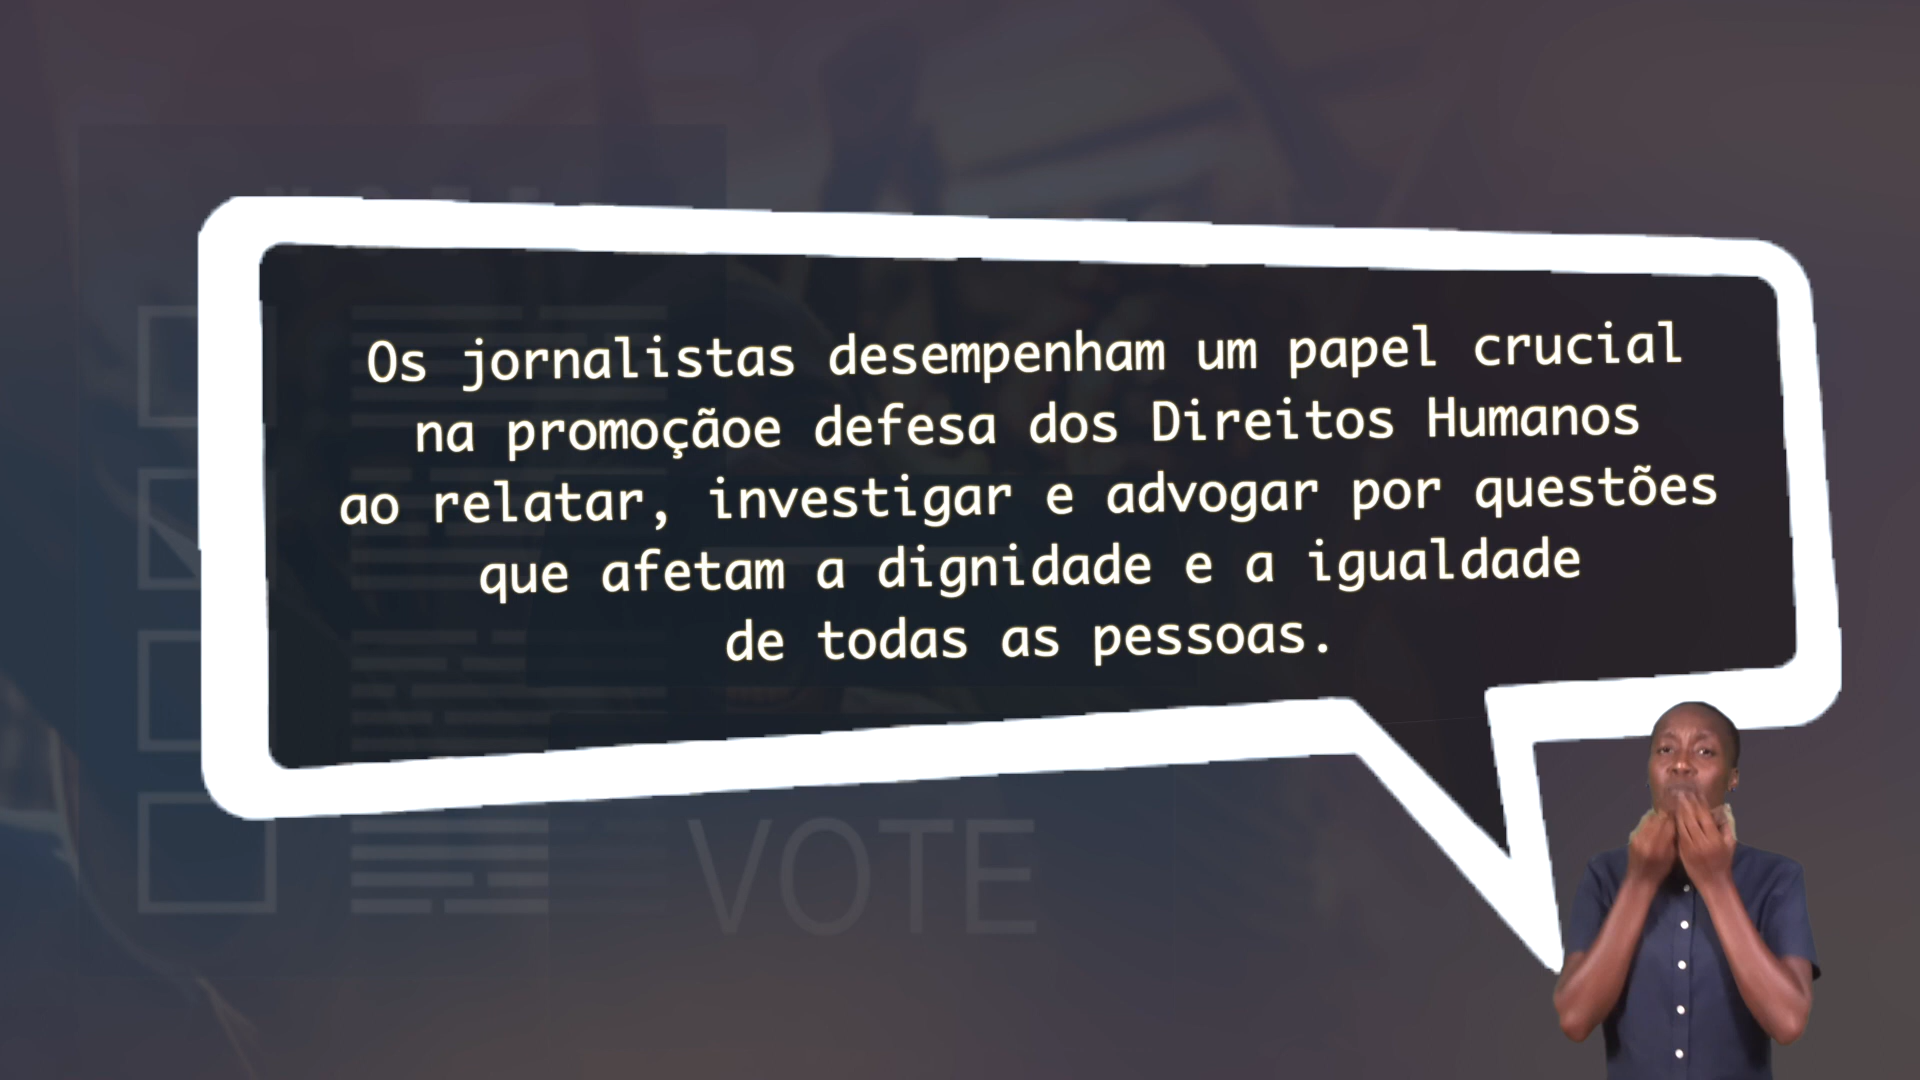 Os jornalistas desempenham um papel crucial
na promoçãoe defesa dos Direitos Humanos
ao relatar, investigar e advogar por questões
que afetam a dignidade e a igualdade
de todas as pessoas.
VOTE